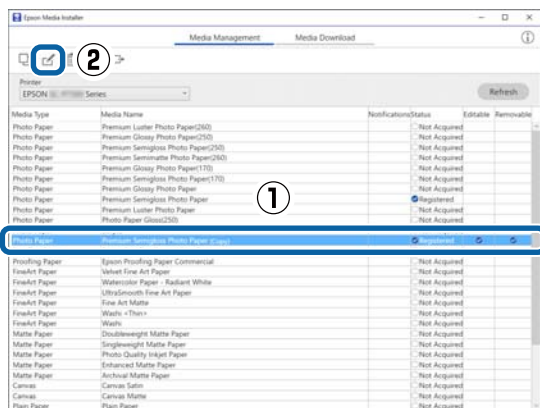 Epson Media Installer
Media Management Media Download
②
Printer
EPSON Series
Refresh
Media Type Media Name Notifications Status Editable Removable
Photo Paper Premium Luster Photo Paper(260) Not Acquired
Photo Paper Premium Glossy Photo Paper(250) Not Acquired
Photo Paper Premium Semigloss Photo Paper(250) Not Acquired
Photo Paper Premium Semimatte Photo Paper(260) Not Acquired
Photo Paper Premium Glossy Photo Paper(170) Not Acquired
Photo Paper Premium Semigloss Photo Paper(170) Not Acquired
Photo Paper Premium Glossy Photo Paper Not Acquired
Photo Paper Premium Semigloss Photo Paper Registered
Photo Paper Premium Luster Photo Paper Not Acquired
Photo Paper Photo Paper Gloss(250) Not Acquired
①
Photo Paper Premium Semigloss Photo Paper (Copy) Registered
Proofing Paper Epson Proofing Paper Commercial Not Acquired
FineArt Paper Velvet Fine Art Paper Not Acquired
FineArt Paper Watercolor Paper - Radiant White Not Acquired
FineArt Paper UltraSmooth Fine Art Paper Not Acquired
FineArt Paper Fine Art Matte Not Acquired
FineArt Paper Washi <Thin> Not Acquired
FineArt Paper Washi Not Acquired
Matte Paper Doubleweight Matte Paper Not Acquired
Matte Paper Singleweight Matte Paper Not Acquired
Matte Paper Photo Quality Inkjet Paper Not Acquired
Matte Paper Enhanced Matte Paper Not Acquired
Matte Paper Archival Matte Paper Not Acquired
Canvas Canvas Satin Not Acquired
Canvas Canvas Matte Not Acquired
Plain Paper Plain Paper Not Acquired